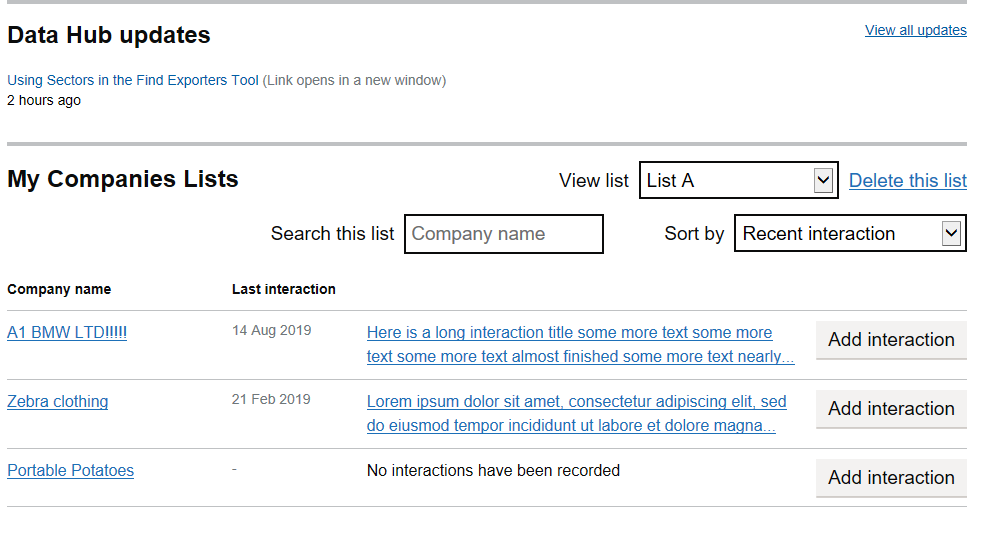 Data Hub updates View all updates
Using Sectors in the Find Exporters Tool (Link opens in a new window)
2 hours ago
My Companies Lists View list List A Delete this list
Search this list Company name Sort by Recent interaction
Company name Last interaction
A1 BMW LTD!!!!! 14 Aug 2019 Here is a long interaction title some more text some more Add interaction
text some more text almost finished some more text nearly...
Zebra clothing 21 Feb 2019 Lorem ipsum dolor sit amet, consectetur adipiscing elit, sed Add interaction
do eiusmod tempor incididunt ut labore et dolore magna...
Portable Potatoes - No interactions have been recorded Add interaction